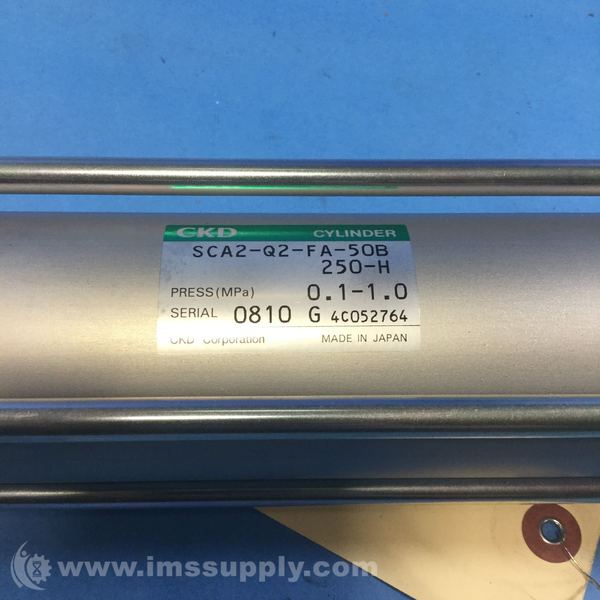 CKD CYLINDER
SCA2-Q2-FA-50B
250-H
PRESS(MPa) 0.1-1.0
SERIAL 0810 G 4C052764
CKD Corporation MADE IN JAPAN
www.imssupply.com